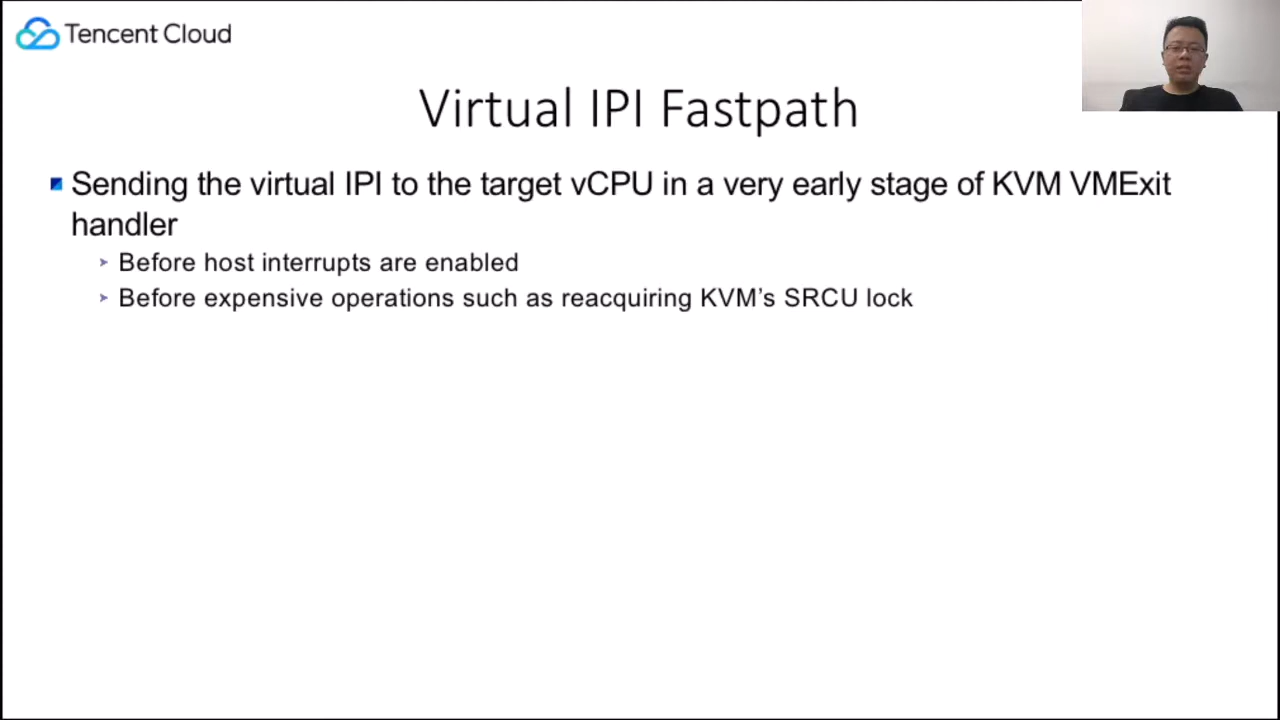 Tencent Cloud
Virtual IPI Fastpath
Sending the virtual IPI to the target vCPU in a very early stage of KVM VMExit
handler
Before host interrupts are enabled
Before expensive operations such as reacquiring KVM’s SRCU lock